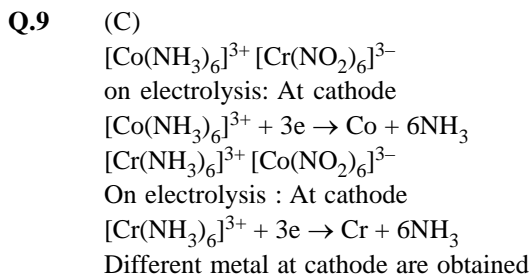 Q.9 (C)
[Co(NH₃)₆]³⁺ [Cr(NO₂)₆]³⁻
on electrolysis: At cathode
[Co(NH₃)₆]³⁺ + 3e → Co + 6NH₃
[Cr(NH₃)₆]³⁺ [Co(NO₂)₆]³⁻
On electrolysis : At cathode
[Cr(NH₃)₆]³⁺ + 3e → Cr + 6NH₃
Different metal at cathode are obtained